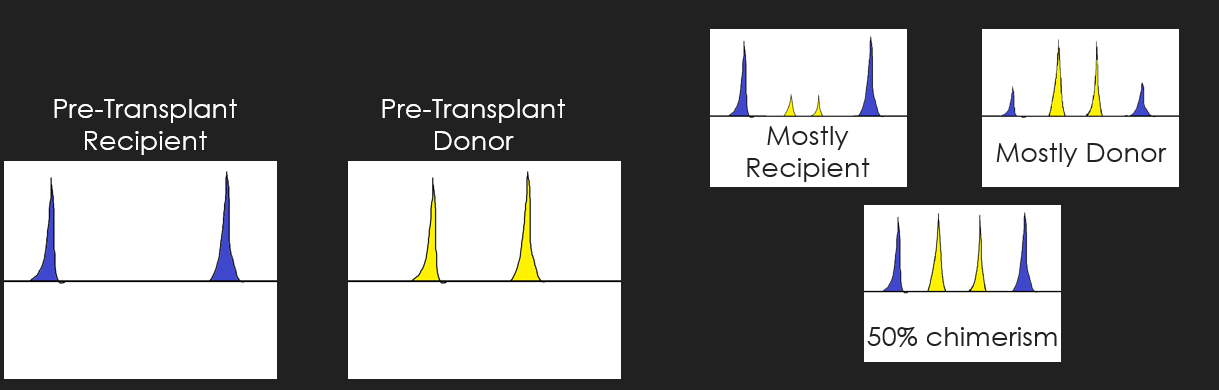 Pre-Transplant
Recipient
Pre-Transplant
Donor
Mostly
Recipient
Mostly Donor
50% chimerism